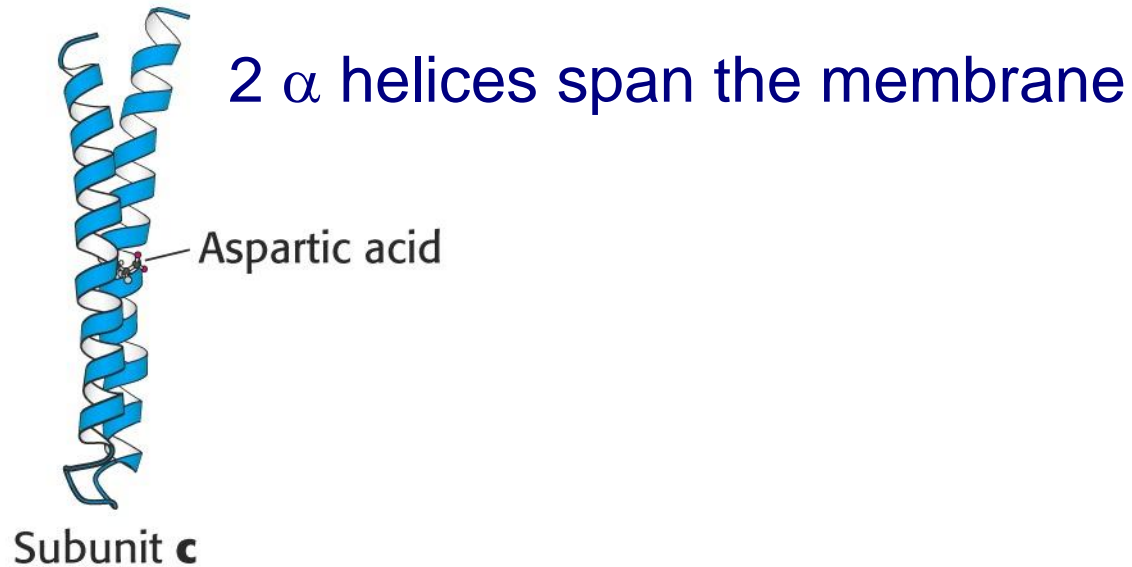 2 α helices span the membrane
Aspartic acid
Subunit c